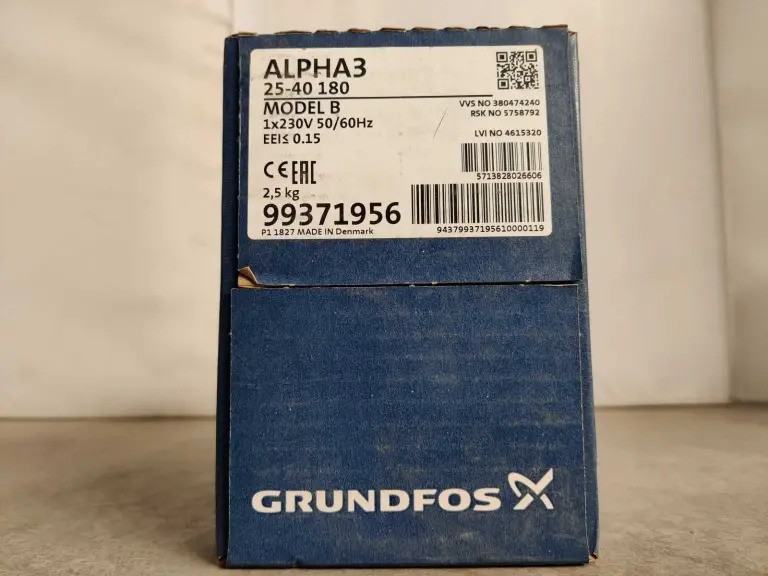 ALPHA3
25-40 180
MODEL B
1x230V 50/60Hz
EEI≤ 0.15
VVS NO 380474240
RSK NO 5758792
LVI NO 4615320
CE EAC
5713828026606
2,5 kg
99371956
P1 1827 MADE IN Denmark
94379937195610000119
GRUNDFOS